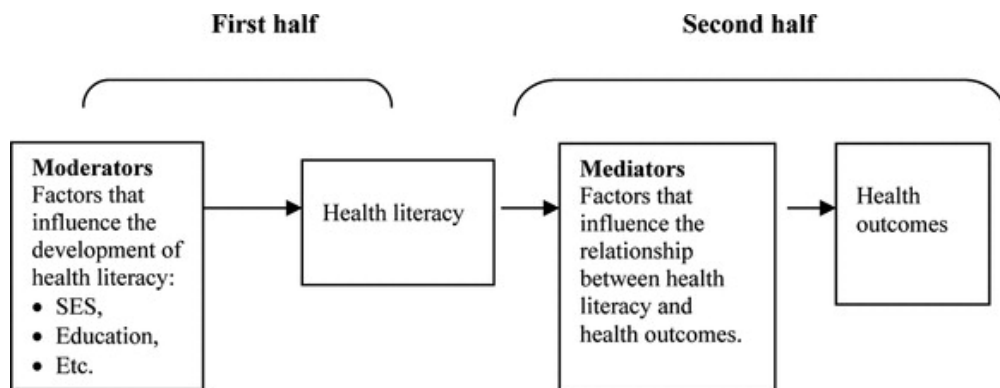 First half
Second half
Moderators
Factors that
influence the
development of
health literacy:
• SES,
• Education,
• Etc.
Health literacy
Mediators
Factors that
influence the
relationship
between health
literacy and
health outcomes.
Health
outcomes